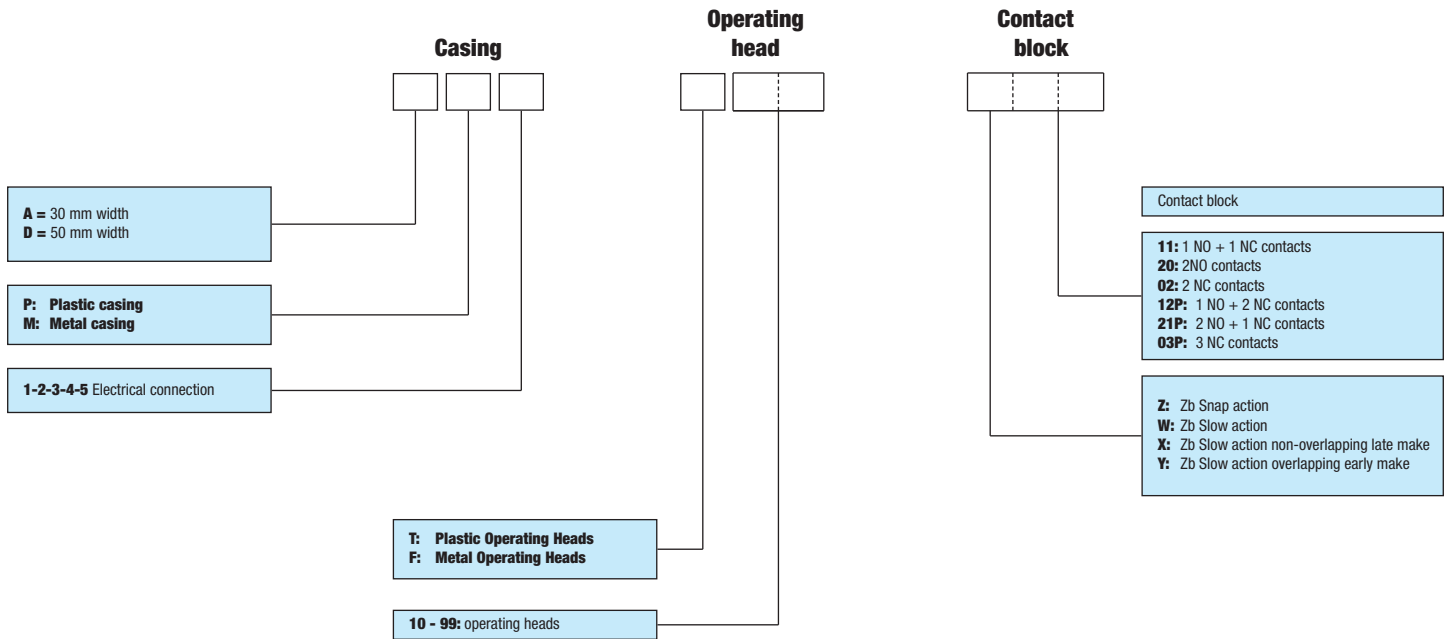 Casing
Operating
head
Contact
block
A = 30 mm width
D = 50 mm width
P: Plastic casing
M: Metal casing
1-2-3-4-5 Electrical connection
T: Plastic Operating Heads
F: Metal Operating Heads
10 - 99: operating heads
Contact block
11: 1 NO + 1 NC contacts
20: 2NO contacts
02: 2 NC contacts
12P: 1 NO + 2 NC contacts
21P: 2 NO + 1 NC contacts
03P: 3 NC contacts
Z: Zb Snap action
W: Zb Slow action
X: Zb Slow action non-overlapping late make
Y: Zb Slow action overlapping early make